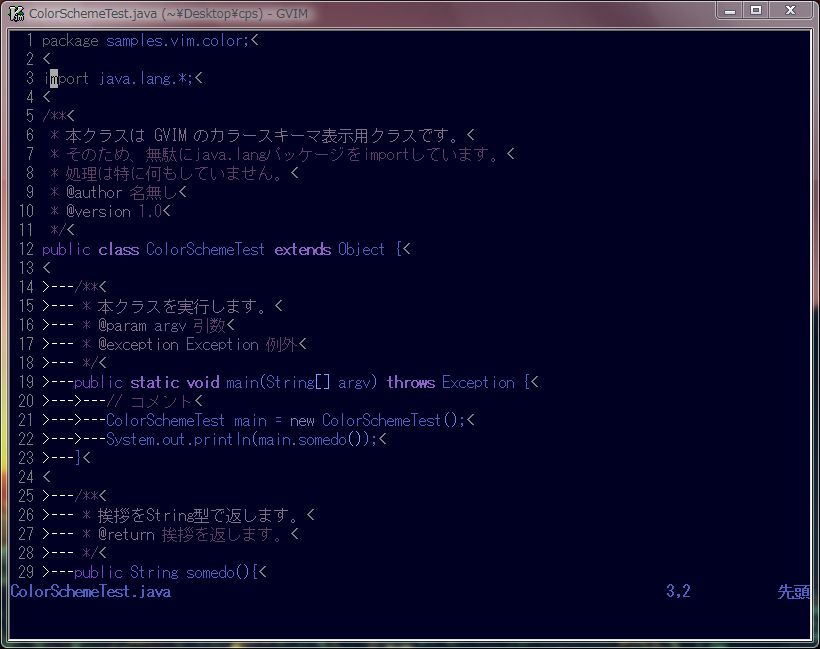 ColorSchemeTest.java (~¥Desktop¥cps) - GVIM
1 package samples.vim.color;<
2 <
3 import java.lang.*;<
4 <
5 /**<
6  * 本クラスは GVIM のカラースキーマ表示用クラスです。<
7  * そのため、無駄にjava.langパッケージをimportしています。<
8  * 処理は特に何もしていません。<
9  * @author 名無し<
10  * @version 1.0<
11  */<
12 public class ColorSchemeTest extends Object {<
13 <
14 >---/**<
15 >--- * 本クラスを実行します。<
16 >--- * @param argv 引数<
17 >--- * @exception Exception 例外<
18 >--- */<
19 >---public static void main(String[] argv) throws Exception {<
20 >--->---// コメント<
21 >--->---ColorSchemeTest main = new ColorSchemeTest();<
22 >--->---System.out.println(main.somedo());<
23 >---}<
24 <
25 >---/**<
26 >--- * 挨拶をString型で返します。<
27 >--- * @return 挨拶を返します。<
28 >--- */<
29 >---public String somedo(){<
ColorSchemeTest.java 3,2 先頭